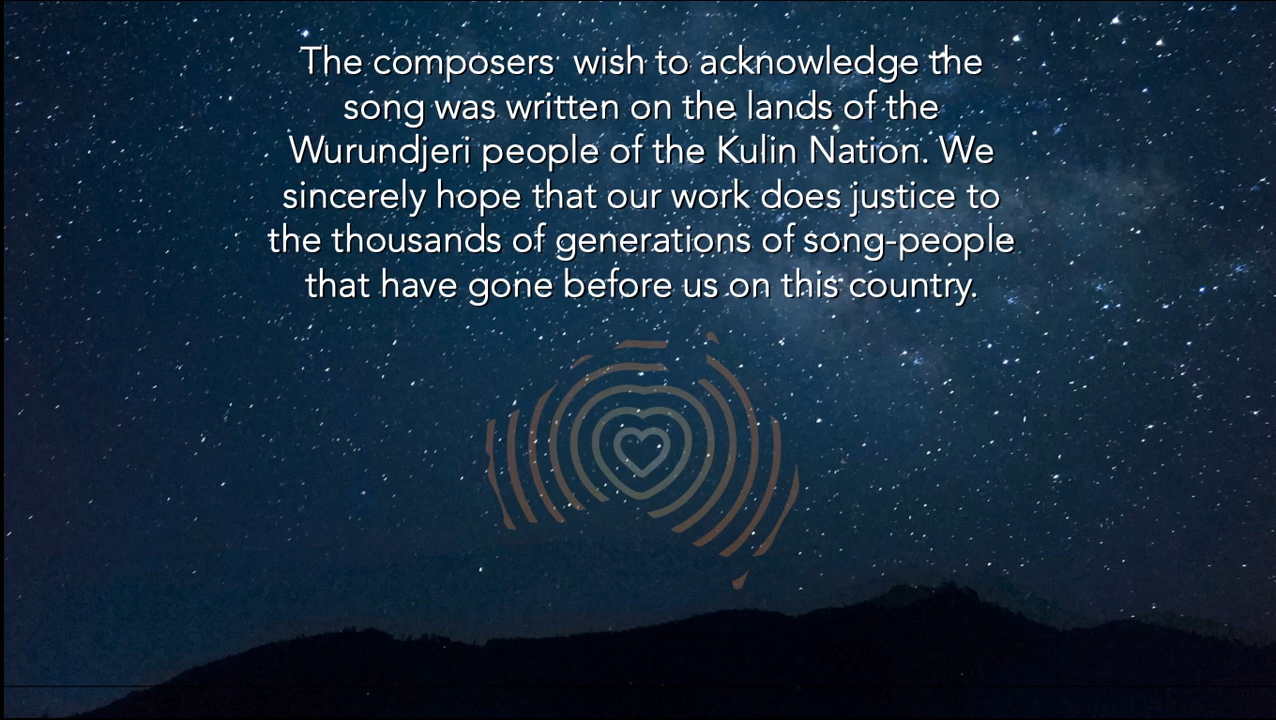 The composers  wish to acknowledge the
song was written on the lands of the
Wurundjeri people of the Kulin Nation. We
sincerely hope that our work does justice to
the thousands of generations of song-people
that have gone before us on this country.